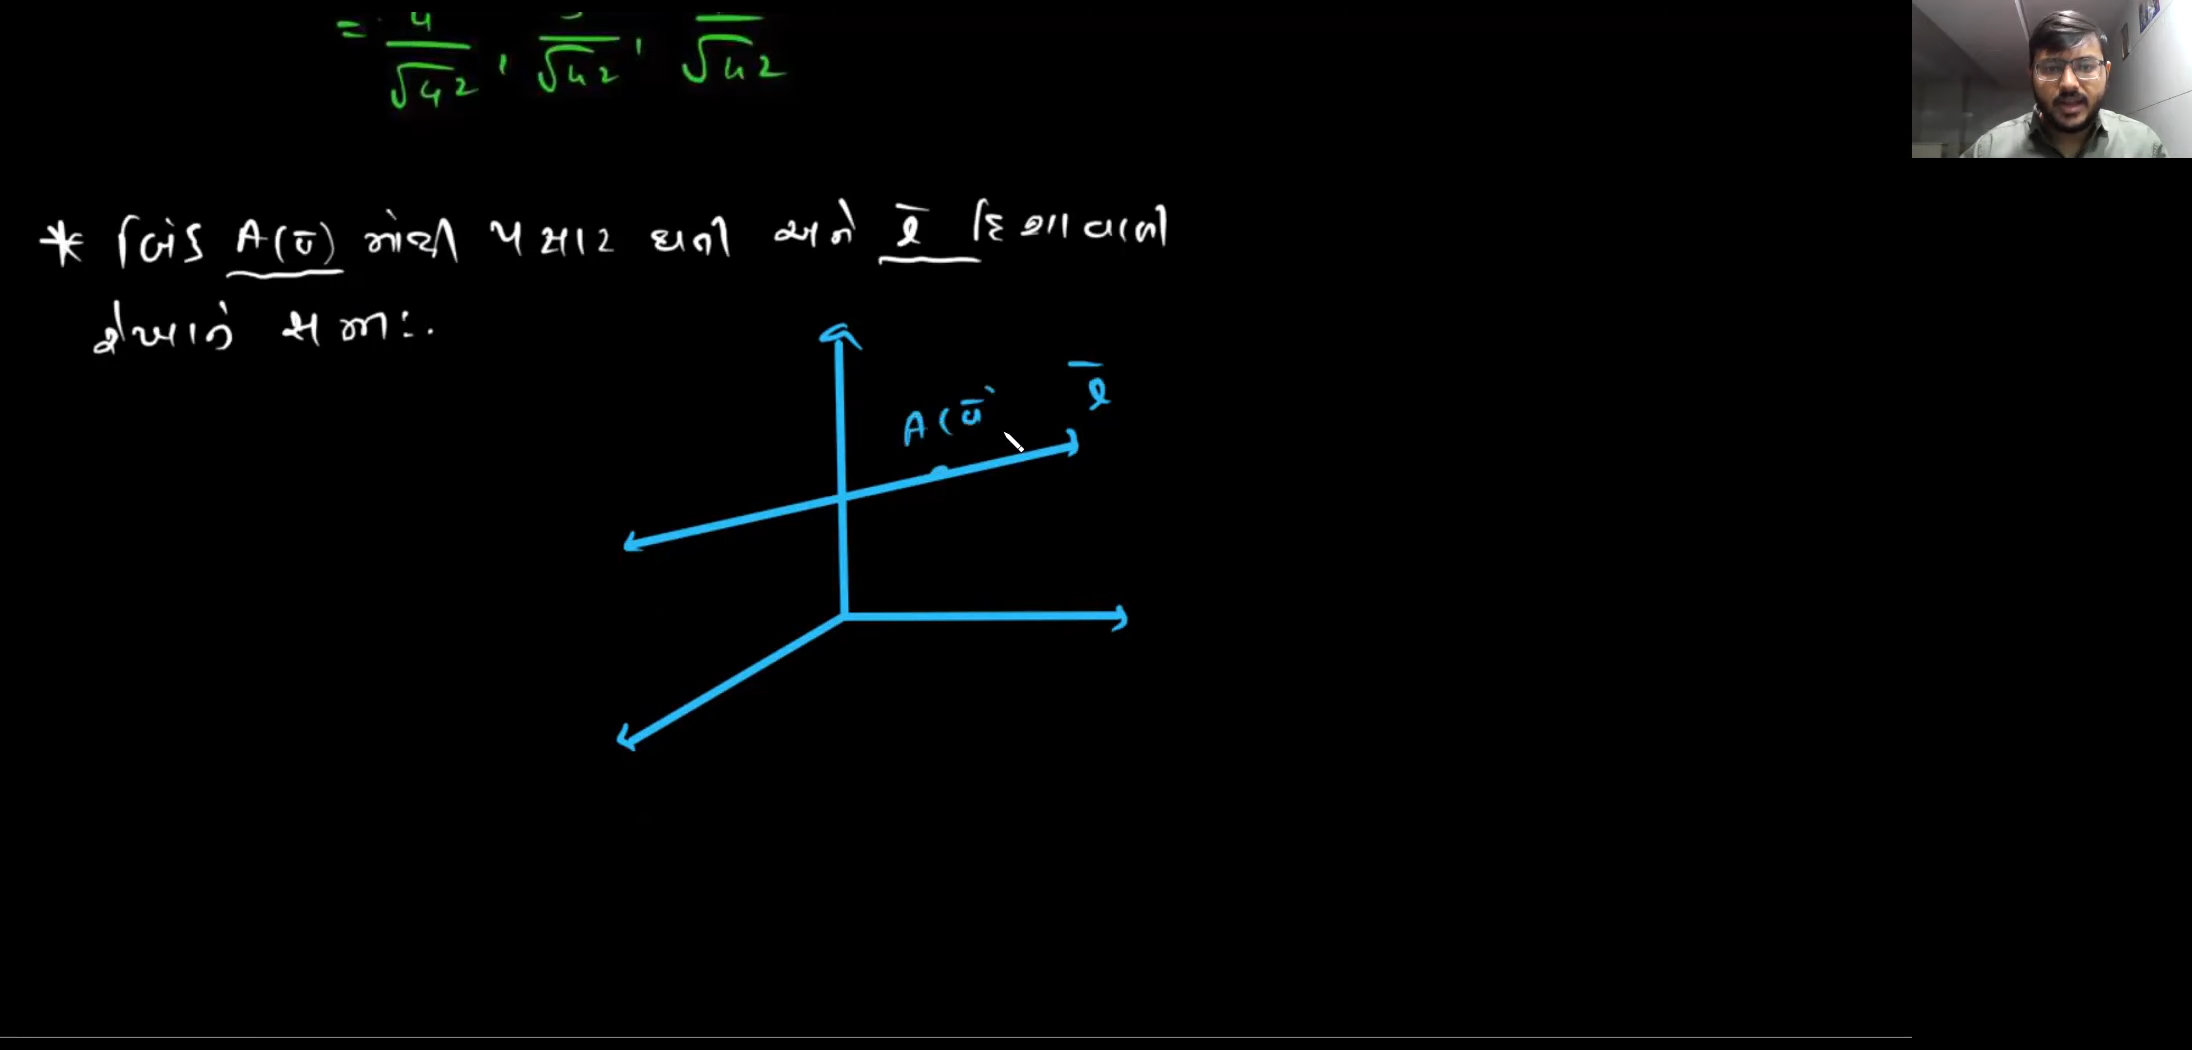 = 4/√42 , /√42 , /√42
* બિંદુ A(ā) માંથી પસાર થતી અને l̄ દિશાવાળી
રેખાનું સમી :.
l̄
A(ā)